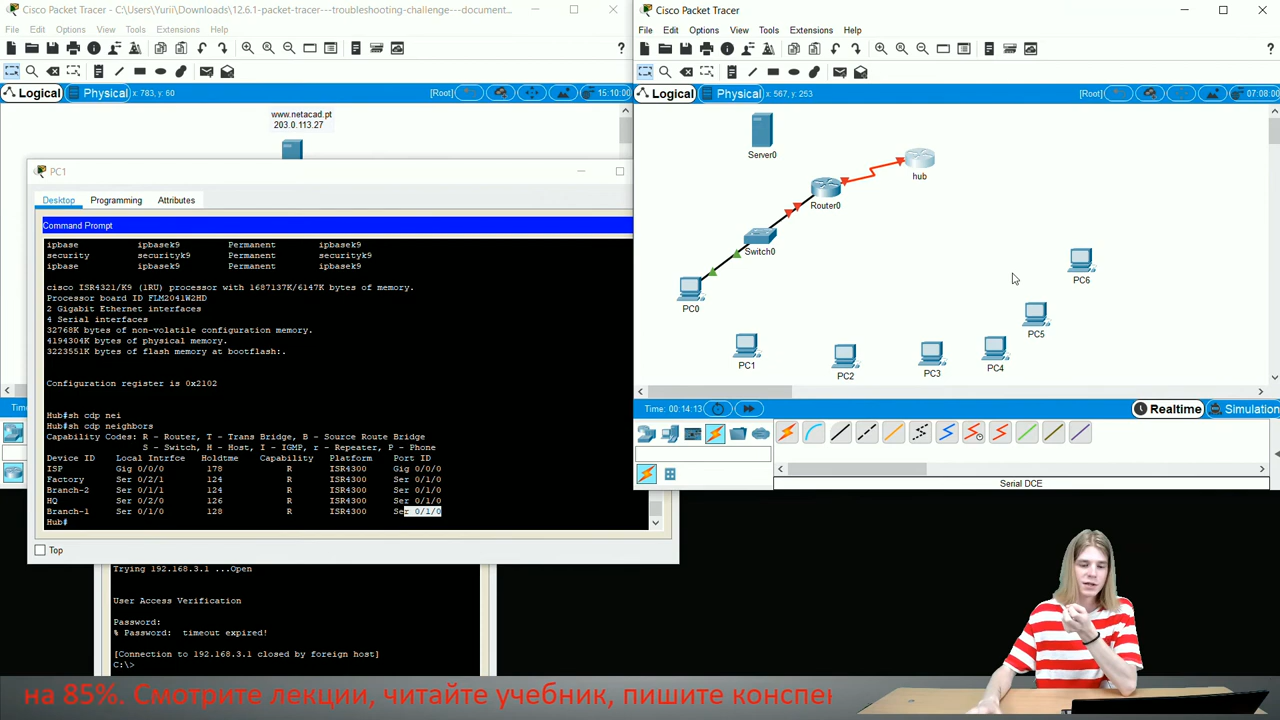 Cisco Packet Tracer - C:\Users\Yurii\Downloads\12.6.1-packet-tracer---troubleshooting-challenge---document...
File Edit Options View Tools Extensions Help
Logical Physical x: 783, y: 50 [Root] 15:10:00
www.netacad.pt
203.0.113.27
PC1
Desktop Programming Attributes
Command Prompt
ipbase ipbasek9 Permanent ipbasek9
security securityk9 Permanent securityk9
ipbase ipbasek9 Permanent ipbasek9
cisco ISR4321/K9 (1RU) processor with 1687137K/6147K bytes of memory.
Processor board ID FLM2041W2HD
2 Gigabit Ethernet interfaces
4 Serial interfaces
32768K bytes of non-volatile configuration memory.
4194304K bytes of physical memory.
3223551K bytes of flash memory at bootflash:.
Configuration register is 0x2102
Hub#sh cdp nei
Hub#sh cdp neighbors
Capability Codes: R - Router, T - Trans Bridge, B - Source Route Bridge
S - Switch, H - Host, I - IGMP, r - Repeater, P - Phone
Device ID Local Intrfce Holdtme Capability Platform Port ID
ISP Gig 0/0/0 178 R ISR4300 Gig 0/0/0
Factory Ser 0/2/1 124 R ISR4300 Ser 0/1/0
Branch-2 Ser 0/1/1 124 R ISR4300 Ser 0/1/0
HQ Ser 0/2/0 126 R ISR4300 Ser 0/1/0
Branch-1 Ser 0/1/0 128 R ISR4300 Ser 0/1/0
Hub#
Top
Trying 192.168.3.1 ...Open
User Access Verification
Password:
% Password: timeout expired!
[Connection to 192.168.3.1 closed by foreign host]
C:\>
Cisco Packet Tracer
File Edit Options View Tools Extensions Help
Logical Physical x: 567, y: 253 [Root] 07:08:00
Server0
hub
Router0
Switch0
PC0
PC6
PC5
PC1
PC2
PC3
PC4
Time: 00:14:13 Realtime Simulation
Serial DCE
на 85%. Смотрите лекции, читайте учебник, пишите конспе